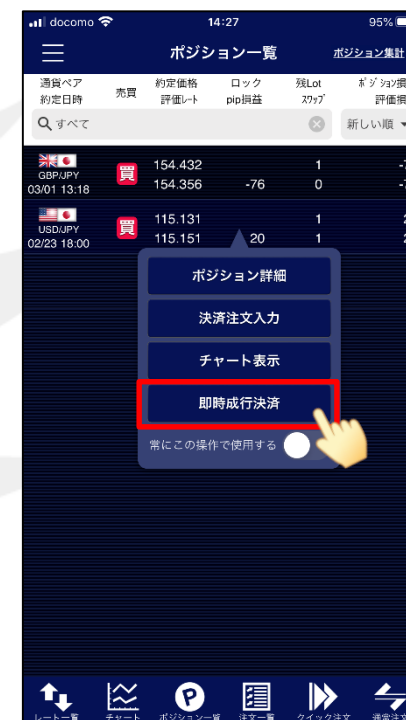 docomo 14:27 95%
ポジション一覧 ポジション集計
通貨ペア 売買 約定価格 ロック 残Lot ポジション損
約定日時 評価レート pip損益 スワップ 評価損
すべて 新しい順
GBP/JPY 買 154.432 1
03/01 13:18 154.356 -76 0
USD/JPY 買 115.131 1
02/23 18:00 115.151 20 1
ポジション詳細
決済注文入力
チャート表示
即時成行決済
常にこの操作で使用する
レート一覧 チャート ポジション一覧 注文一覧 クイック注文 通常注文